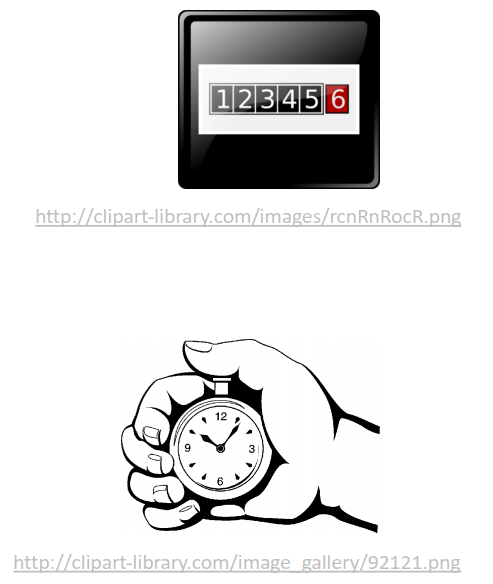 123456
http://clipart-library.com/images/rcnRnRocR.png
12
9 3
6
http://clipart-library.com/image_gallery/92121.png